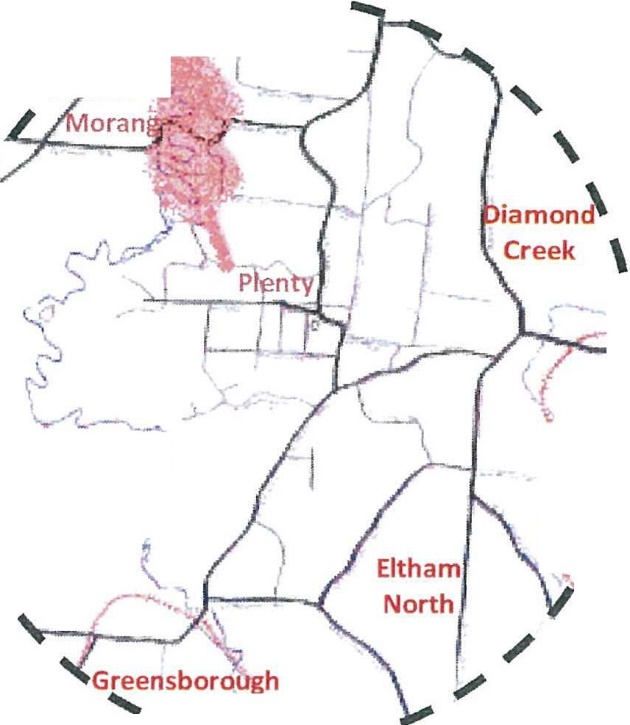 Morang
Diamond
Creek
Plenty
Eltham
North
Greensborough